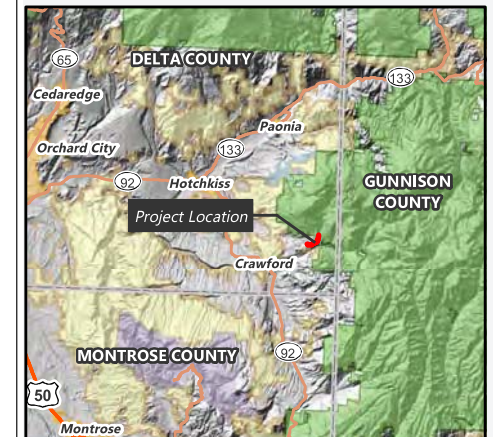 65
DELTA COUNTY
133
Cedaredge
Paonia
Orchard City
133
92
Hotchkiss
GUNNISON
COUNTY
Project Location
Crawford
92
MONTROSE COUNTY
50
Montrose